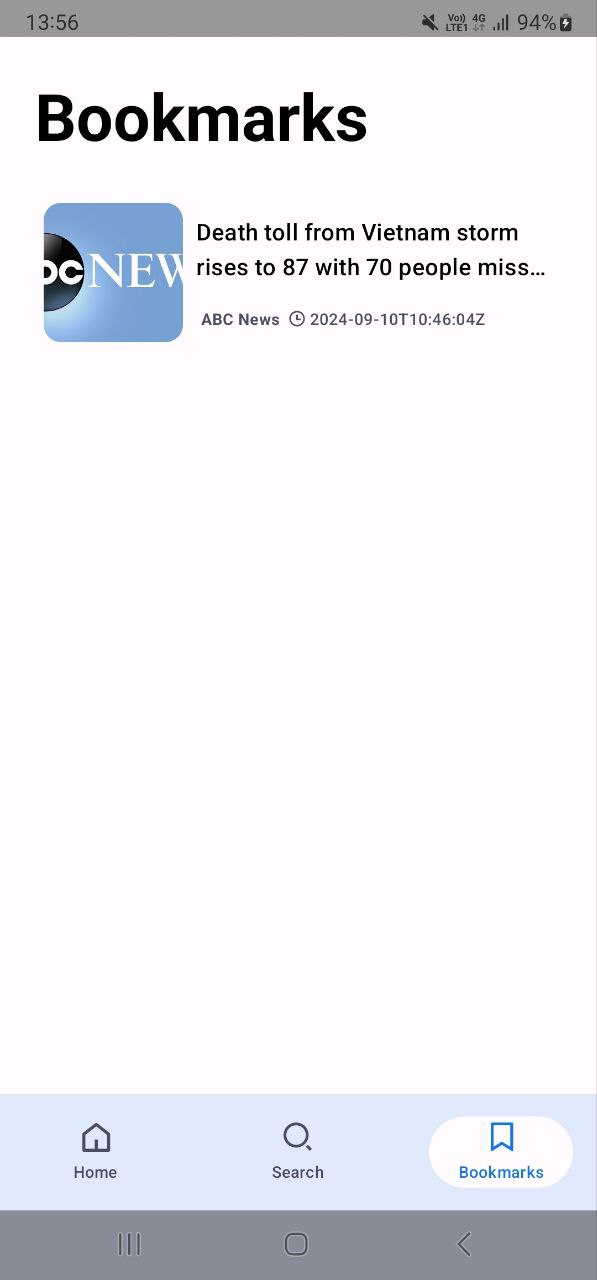 13:56
Vo)) 4G
LTE1
94%
Bookmarks
Death toll from Vietnam storm
rises to 87 with 70 people miss...
bc NEW
ABC News 2024-09-10T10:46:04Z
Home
Search
Bookmarks